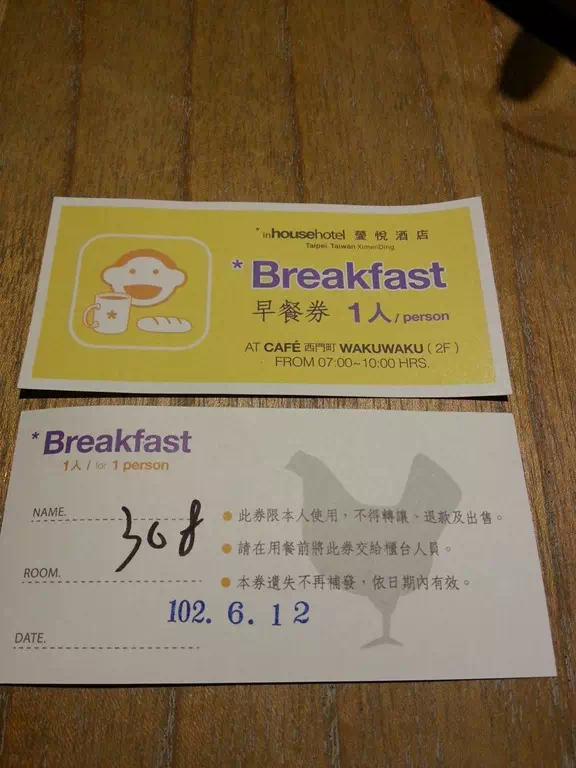 * inhousehotel 鎣悅酒店
Taipei Taiwan XimenDing
* Breakfast
早餐券 1人 / person
AT CAFÉ 西門町 WAKUWAKU ( 2F )
FROM 07:00~10:00 HRS.
* Breakfast
1人 / for 1 person
NAME.
308
ROOM.
102. 6. 12
DATE.
此券限本人使用，不得轉讓、退款及出售。
請在用餐前將此券交給櫃台人員。
本券遺失不再補發，依日期內有效。